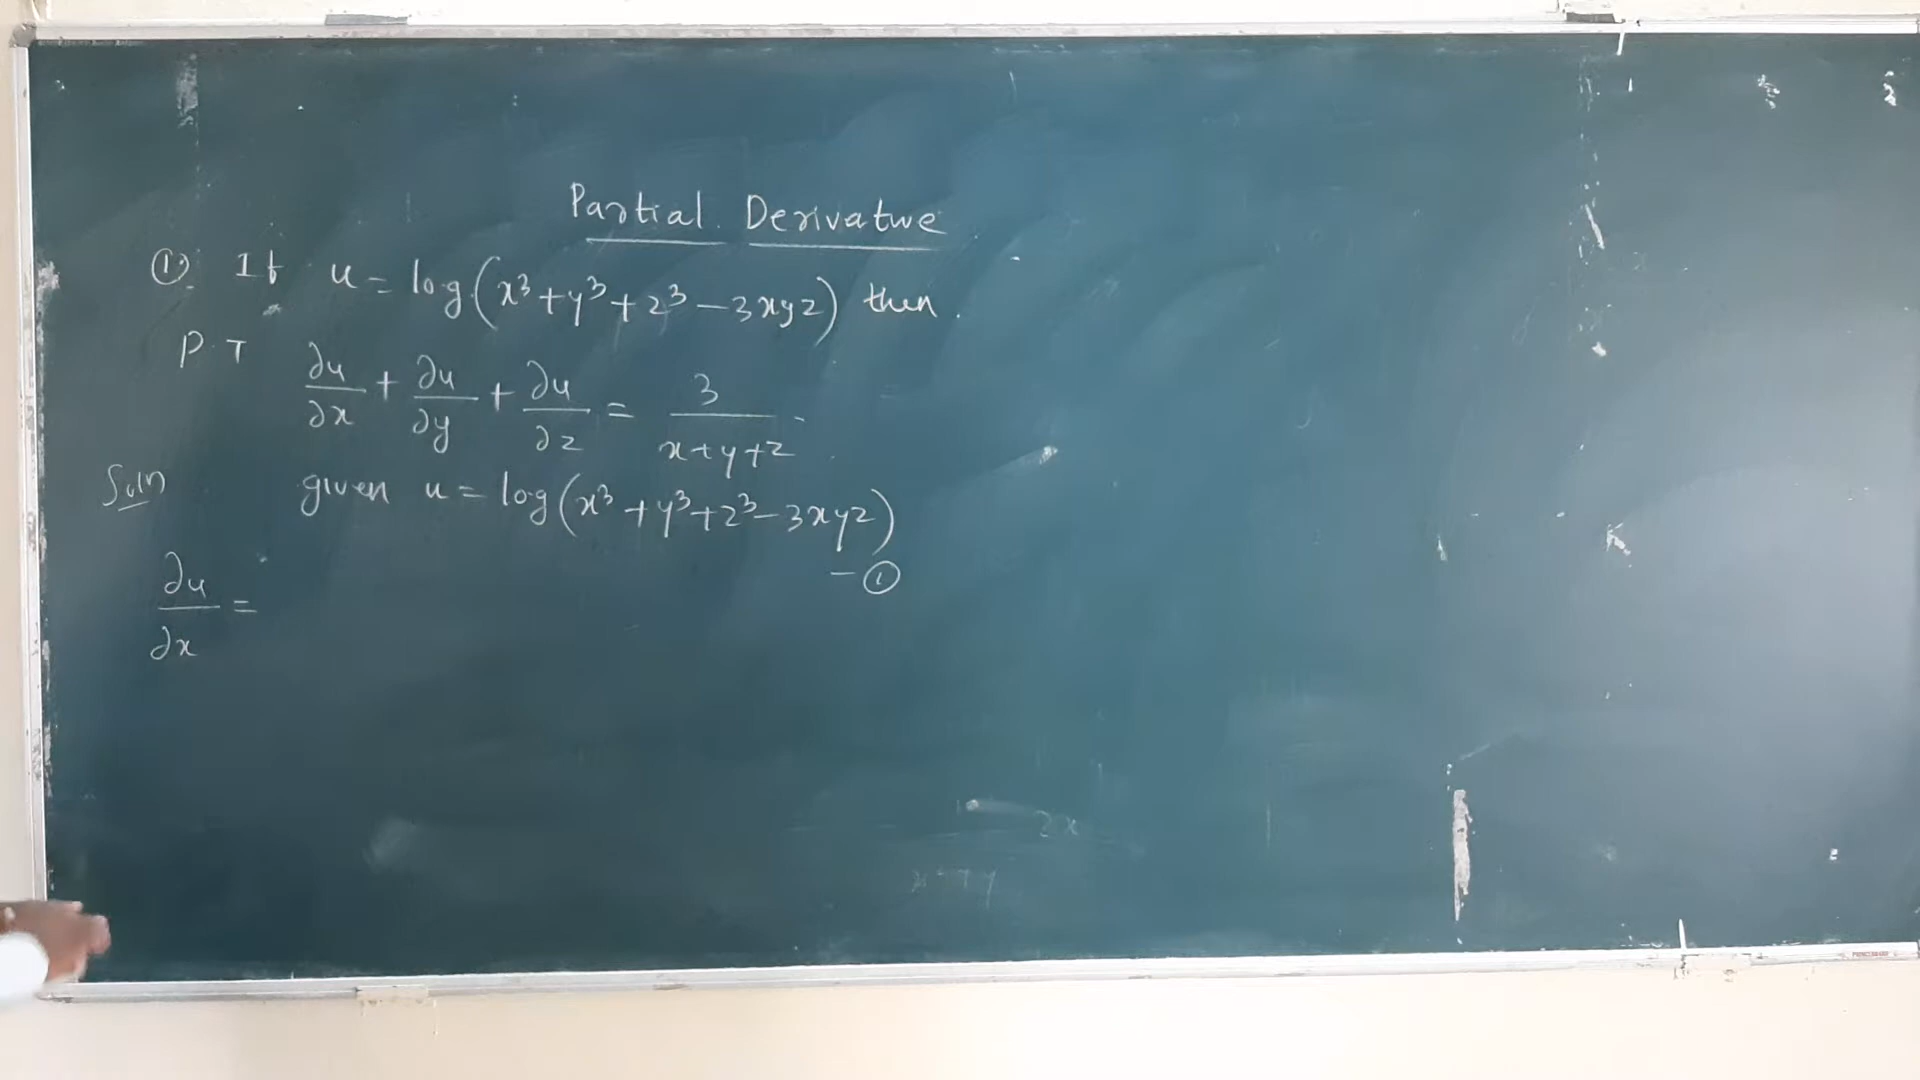 Partial Derivative
① If u = log(x³+y³+z³-3xyz) then.
P.T ∂u/∂x + ∂u/∂y + ∂u/∂z = 3/(x+y+z).
Soln given u = log(x³+y³+z³-3xyz)
-①
∂u/∂x =
2x